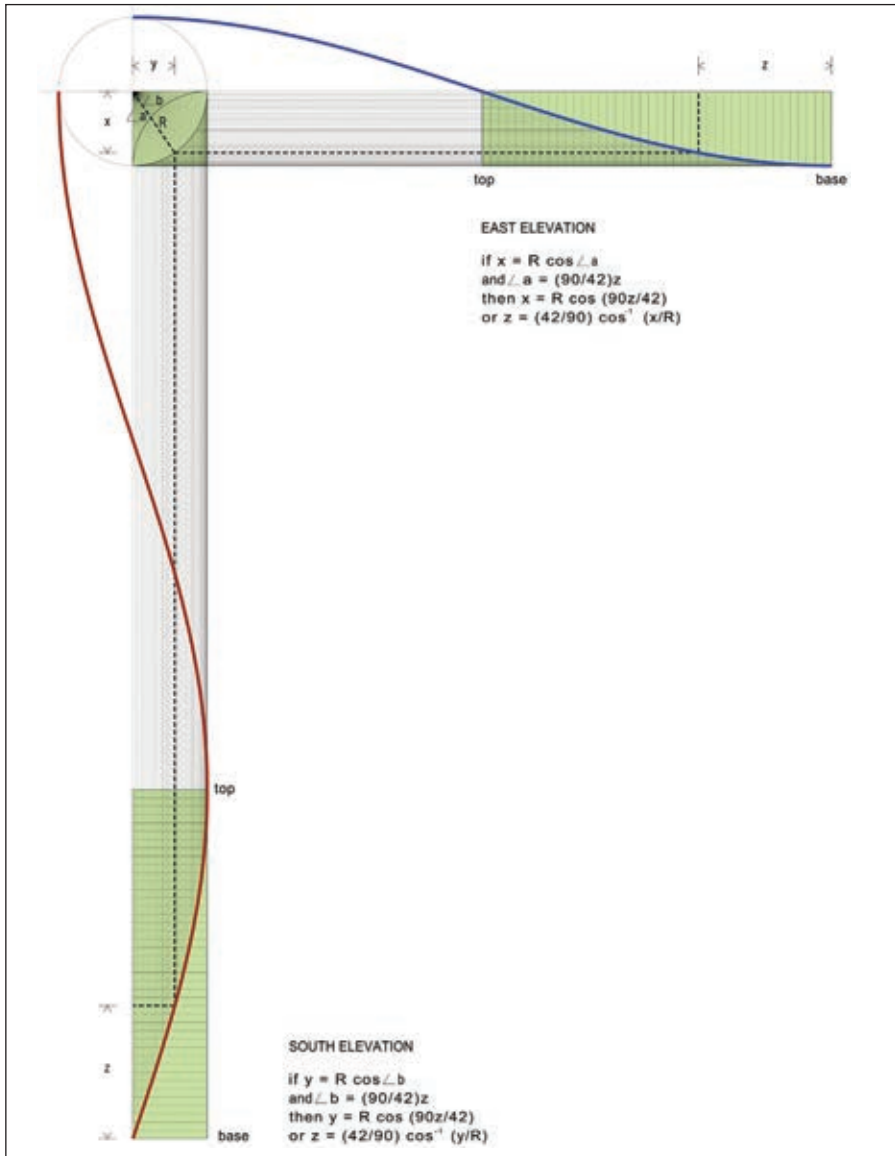 y
z
b
a
x
R
top
base
EAST ELEVATION
if x = R cos∠a
and∠a = (90/42)z
then x = R cos (90z/42)
or z = (42/90) cos⁻¹ (x/R)
top
z
SOUTH ELEVATION
if y = R cos∠b
and∠b = (90/42)z
then y = R cos (90z/42)
base
or z = (42/90) cos⁻¹ (y/R)